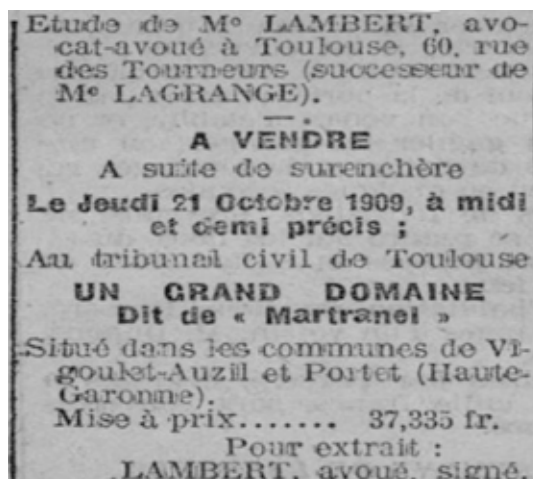 Etude de Mᵉ LAMBERT, avo-
cat-avoué à Toulouse, 60, rue
des Tourneurs (successeur de
Mᵉ LAGRANGE).
A VENDRE
A suite de surenchère
Le Jeudi 21 Octobre 1909, à midi
et demi précis ;
Au tribunal civil de Toulouse
UN GRAND DOMAINE
Dit de « Martranel »
Situé dans les communes de Vi-
goulet-Auzill et Portet (Haute-
Garonne).
Mise à prix....... 37,335 fr.
Pour extrait :
LAMBERT, avoué, signé.